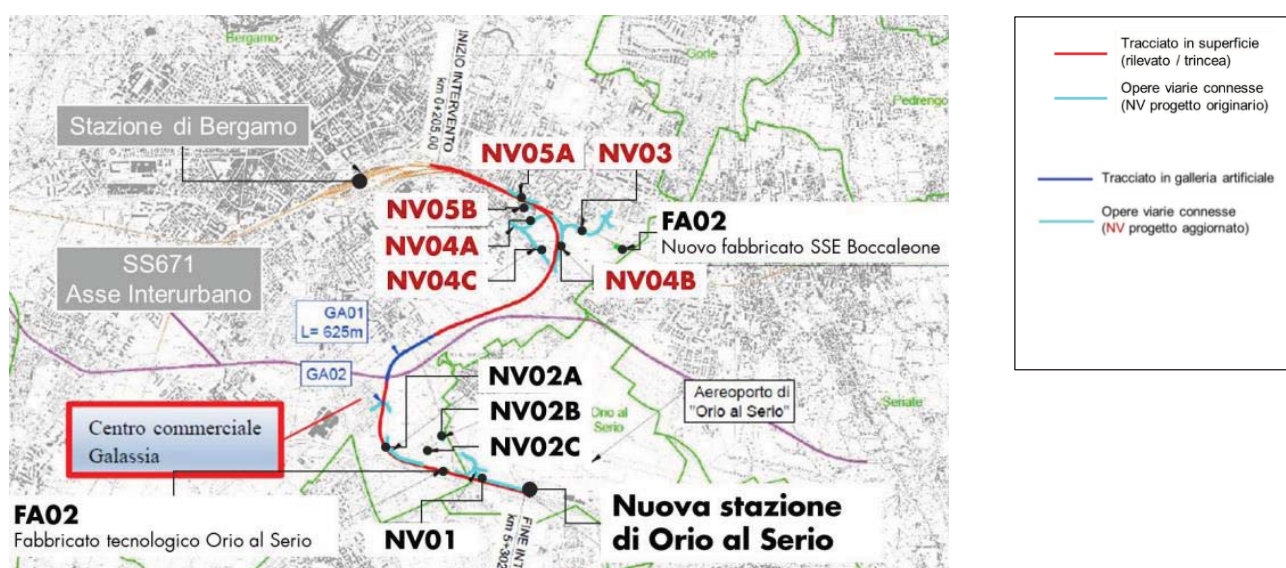 Bergamo
Gorle
Pedrengo
INIZIO INTERVENTO
km 0+205.00
Stazione di Bergamo
NV05A
NV03
NV05B
NV04A
NV04C
FA02
Nuovo fabbricato SSE Boccaleone
NV04B
SS671
Asse Interurbano
GA01
L= 625m
GA02
NV02A
NV02B
NV02C
Orio al
Serio
Aereoporto di
"Orio al Serio"
Seriate
Centro commerciale
Galassia
FA02
Fabbricato tecnologico Orio al Serio
NV01
FINE INT
km 5+302
Nuova stazione
di Orio al Serio
Tracciato in superficie
(rilevato / trincea)
Opere viarie connesse
(NV progetto originario)
Tracciato in galleria artificiale
Opere viarie connesse
(NV progetto aggiornato)